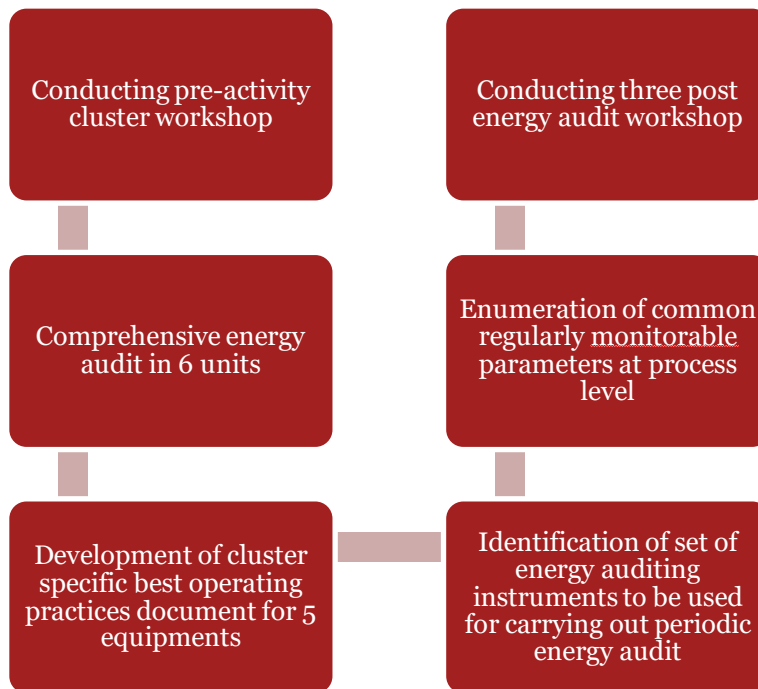 Conducting pre-activity
cluster workshop
Comprehensive energy
audit in 6 units
Development of cluster
specific best operating
practices document for 5
equipments
Identification of set of
energy auditing
instruments to be used
for carrying out periodic
energy audit
Enumeration of common
regularly monitorable
parameters at process
level
Conducting three post
energy audit workshop